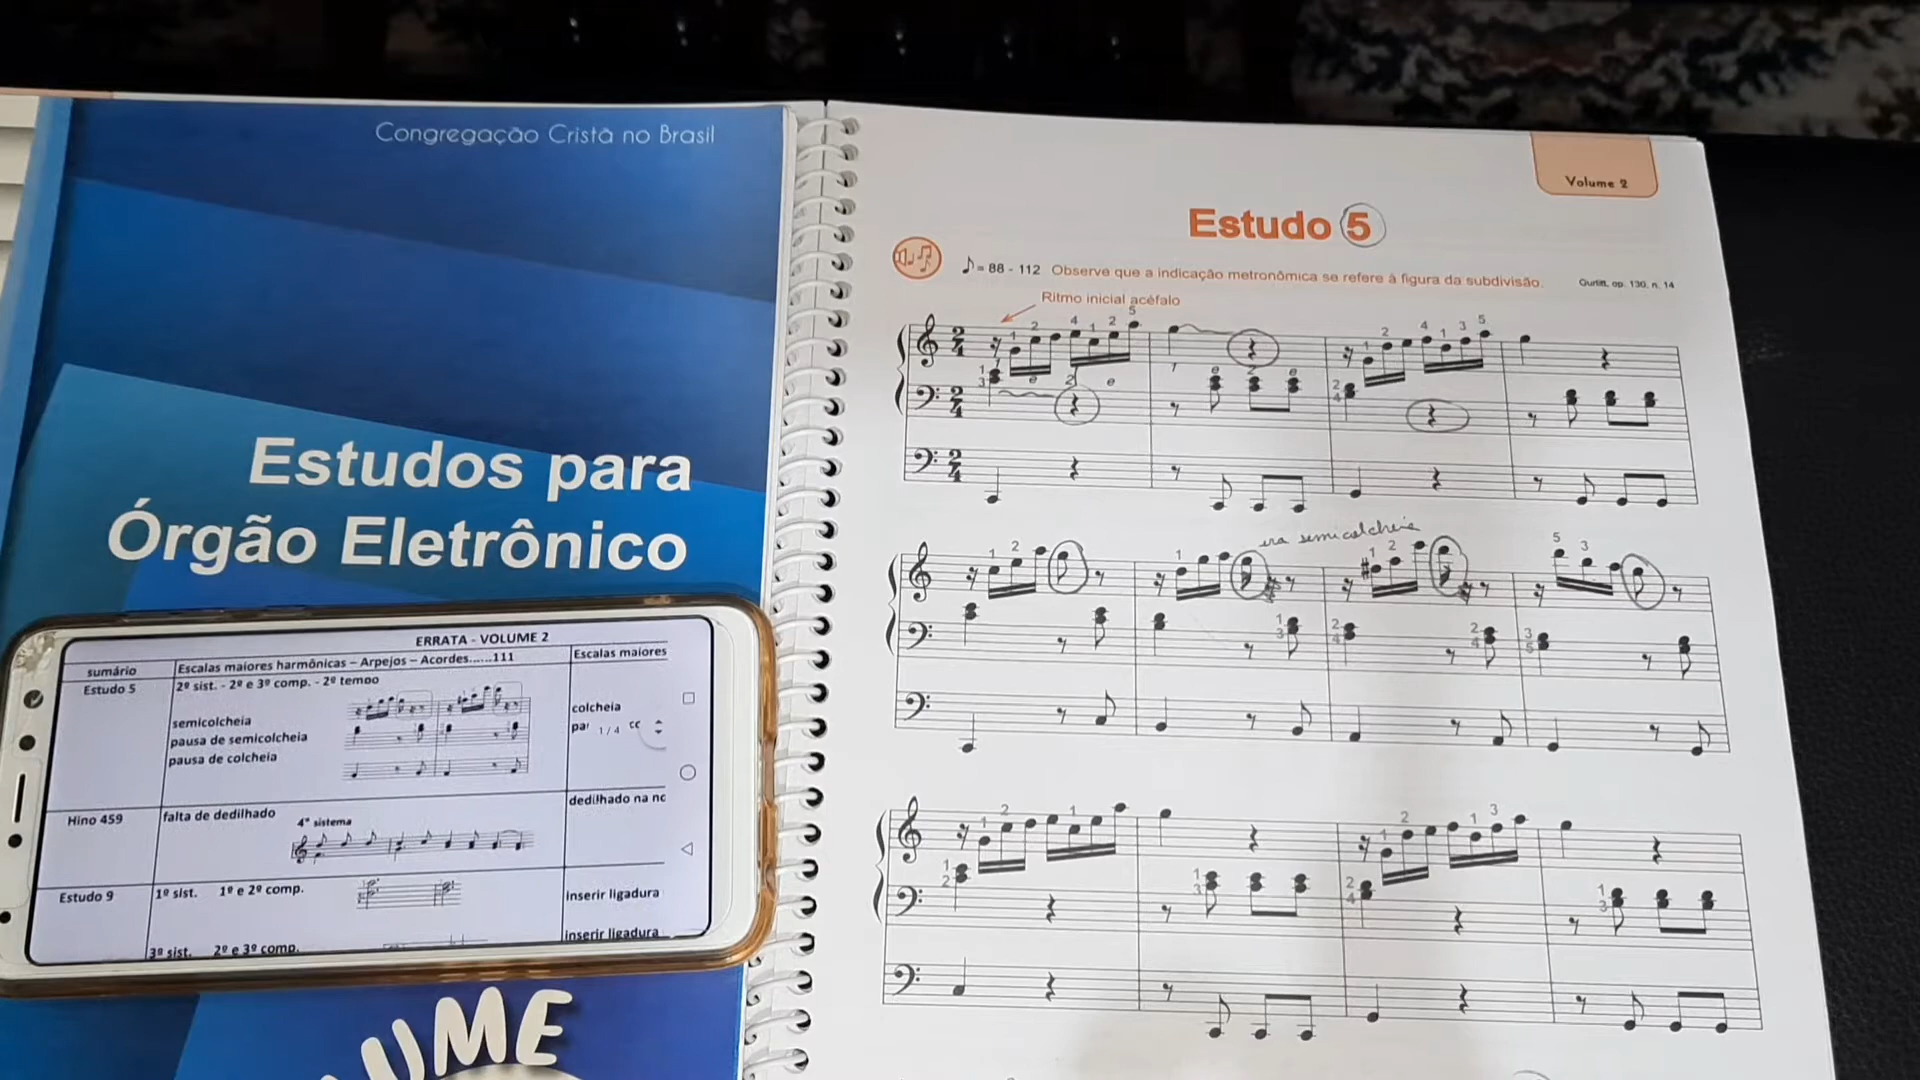 Congregação Cristã no Brasil
Estudos para
Órgão Eletrônico
UME
ERRATA - VOLUME 2
sumário
Escalas maiores harmônicas – Arpejos – Acordes......111
Escalas maiores
Estudo 5
2º sist. - 2º e 3º comp. - 2º tempo
semicolcheia
pausa de semicolcheia
pausa de colcheia
colcheia
1 / 4
Hino 459
falta de dedilhado
4º sistema
dedilhado na
Estudo 9
1º sist. 1º e 2º comp.
inserir ligadura
3º sist. 2º e 3º comp.
inserir ligadura
Volume 2
Estudo 5
♪= 88 - 112 Observe que a indicação metronômica se refere à figura da subdivisão.
Gurlitt, op. 130, n. 14
Ritmo inicial acéfalo
era semicolcheia